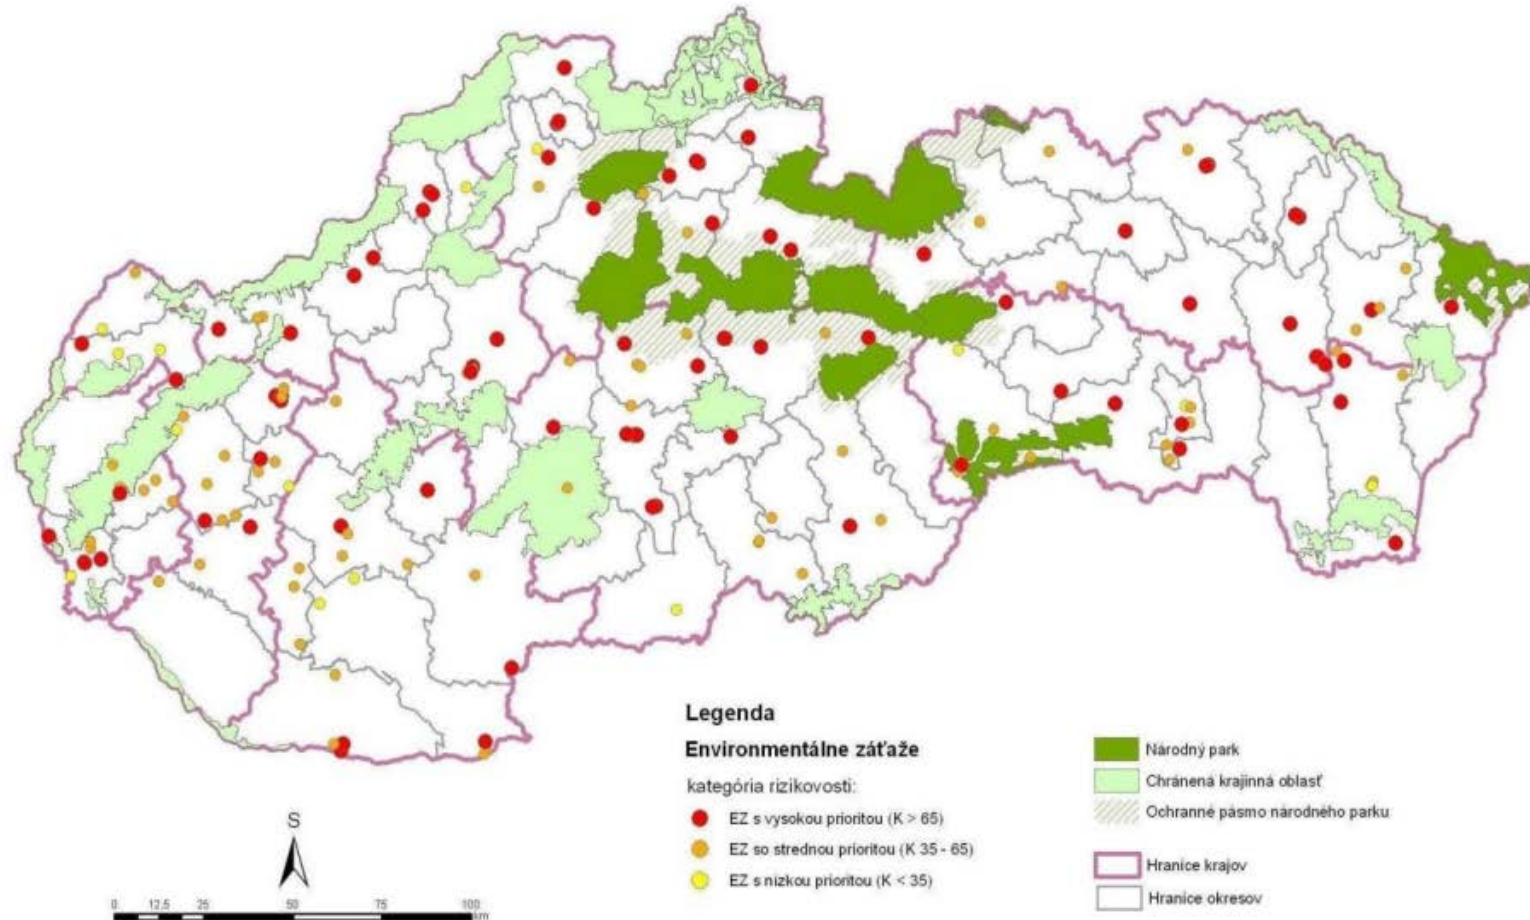 Legenda
Environmentálne záťaže
kategória rizikovosti:
EZ s vysokou prioritou (K > 65)
EZ so strednou prioritou (K 35 - 65)
EZ s nízkou prioritou (K < 35)
Národný park
Chránená krajinná oblasť
Ochranné pásmo národného parku
Hranice krajov
Hranice okresov
S
0 12,5 25 50 75 100
km